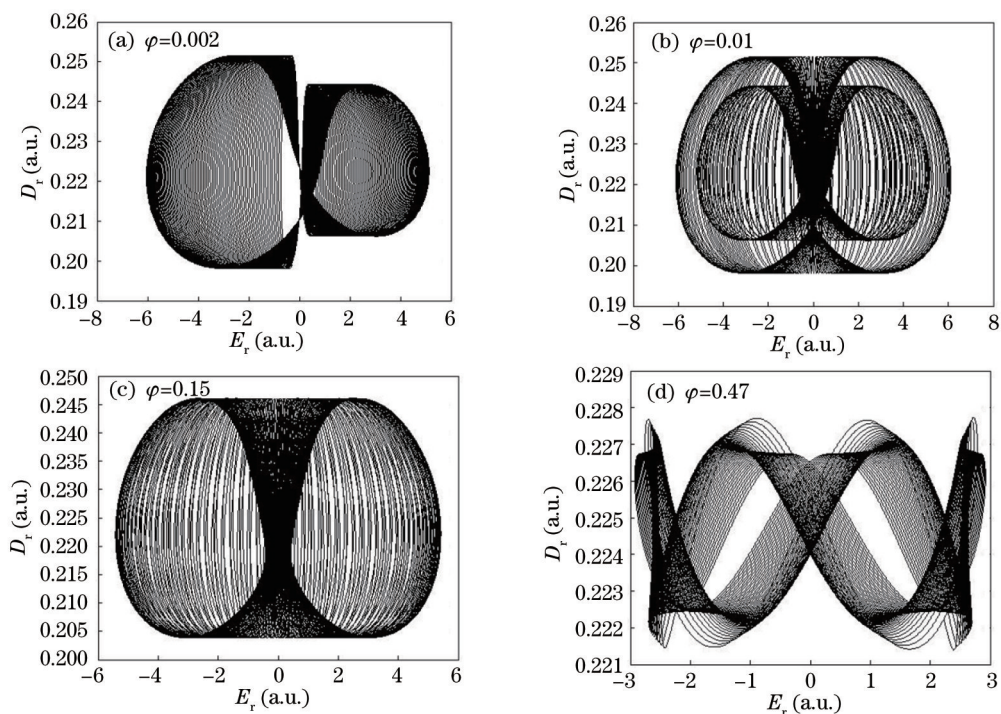 (a) φ=0.002
0.26
0.25
0.24
0.23
0.22
0.21
0.20
0.19
Dr (a.u.)
−8 −6 −4 −2 0 2 4 6
Er (a.u.)
(b) φ=0.01
0.26
0.25
0.24
0.23
0.22
0.21
0.20
0.19
Dr (a.u.)
−8 −6 −4 −2 0 2 4 6 8
Er (a.u.)
(c) φ=0.15
0.250
0.245
0.240
0.235
0.230
0.225
0.220
0.215
0.210
0.205
0.200
Dr (a.u.)
−6 −4 −2 0 2 4 6
Er (a.u.)
(d) φ=0.47
0.229
0.228
0.227
0.226
0.225
0.224
0.223
0.222
0.221
Dr (a.u.)
−3 −2 −1 0 1 2 3
Er (a.u.)